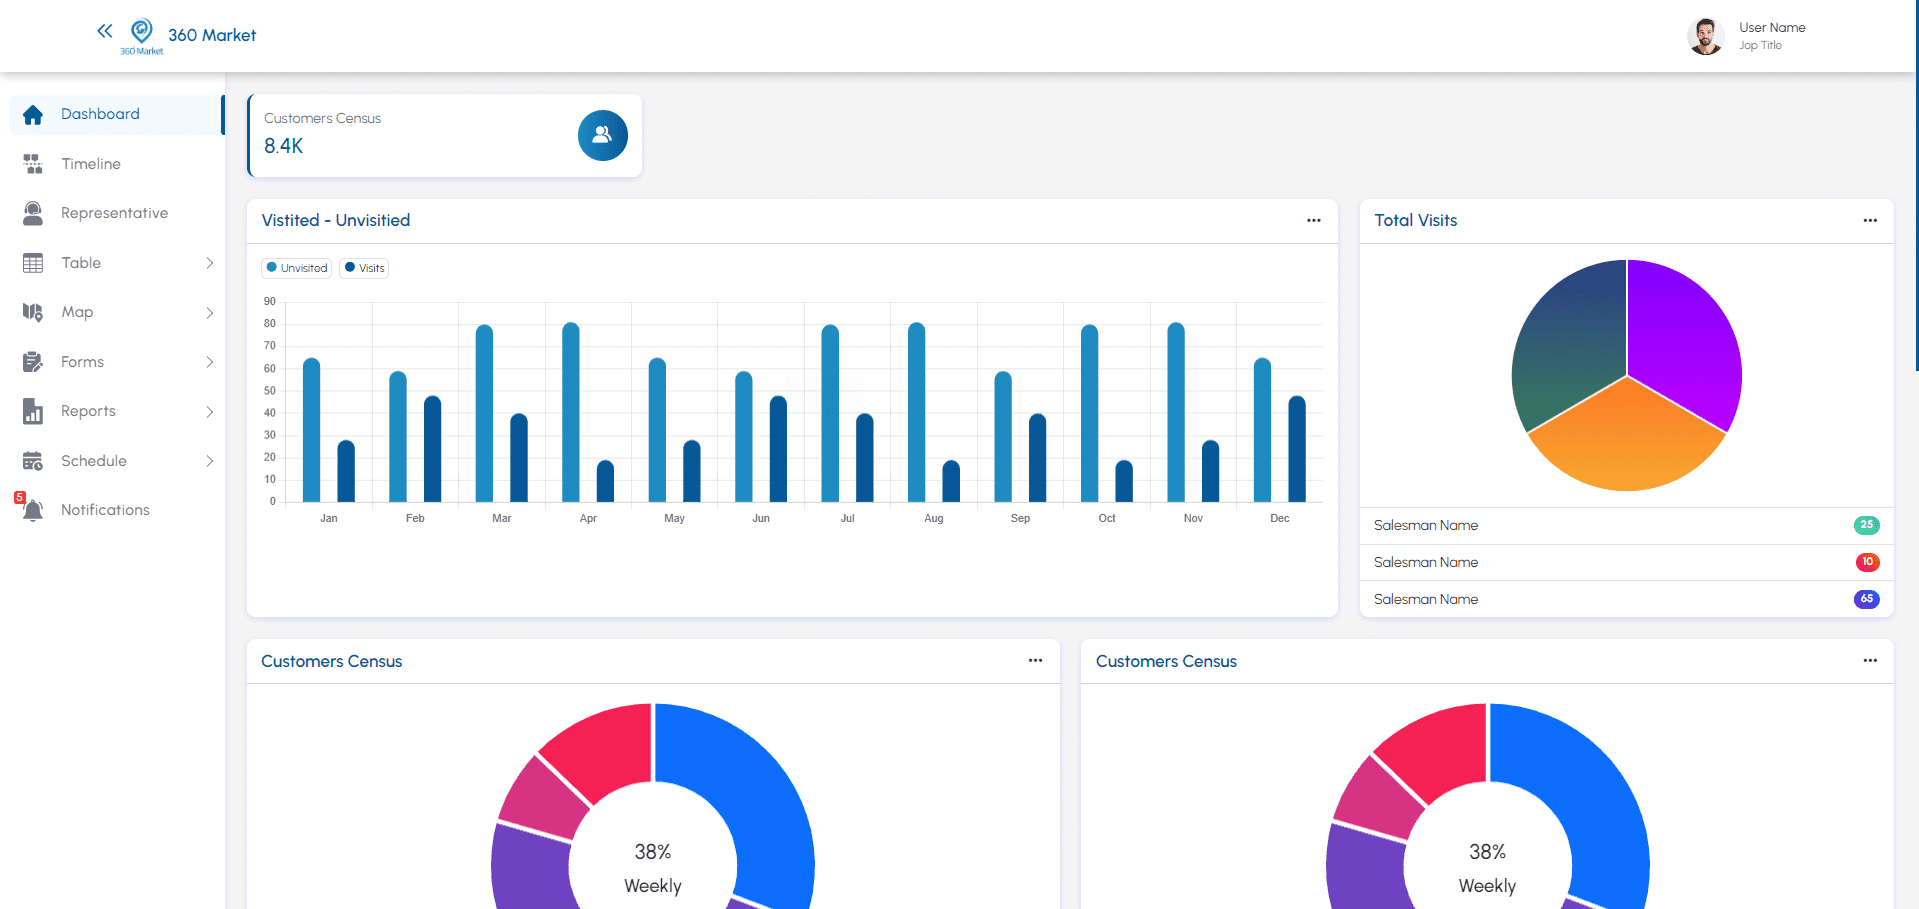 360 Market
360 Market
User Name
Jop Title
Dashboard
Timeline
Representative
Table
Map
Forms
Reports
Schedule
5
Notifications
Customers Census
8.4K
Vistited - Unvisitied
Unvisited
Visits
90
80
70
60
50
40
30
20
10
0
Jan
Feb
Mar
Apr
May
Jun
Jul
Aug
Sep
Oct
Nov
Dec
Total Visits
Salesman Name
25
Salesman Name
10
Salesman Name
65
Customers Census
38%
Weekly
Customers Census
38%
Weekly